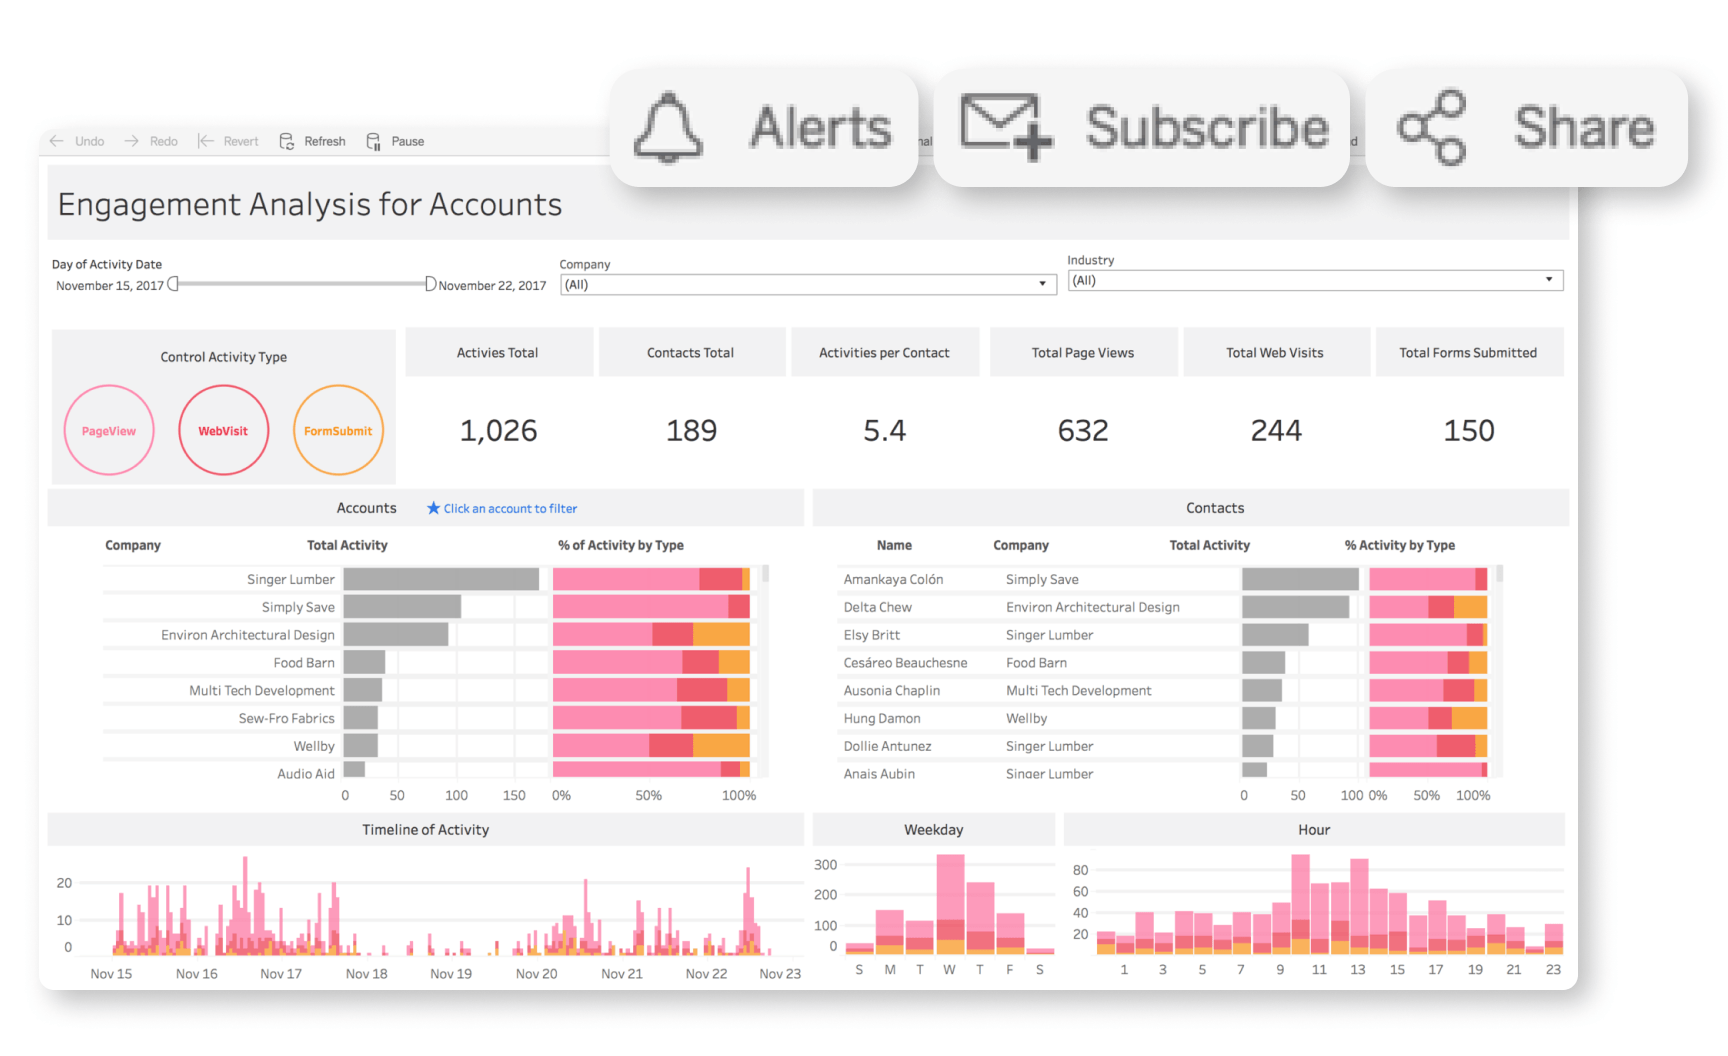 Alerts
Subscribe
Share
Undo
Redo
Revert
Refresh
Pause
Engagement Analysis for Accounts
Day of Activity Date
November 15, 2017
November 22, 2017
Company
(All)
Industry
(All)
Control Activity Type
PageView
WebVisit
FormSubmit
Activies Total
Contacts Total
Activities per Contact
Total Page Views
Total Web Visits
Total Forms Submitted
1,026
189
5.4
632
244
150
Accounts
Click an account to filter
Company Total Activity % of Activity by Type
Singer Lumber
Simply Save
Environ Architectural Design
Food Barn
Multi Tech Development
Sew-Fro Fabrics
Wellby
Audio Aid
0 50 100 150 0% 50% 100%
Contacts
Name Company Total Activity % Activity by Type
Amankaya Colón Simply Save
Delta Chew Environ Architectural Design
Elsy Britt Singer Lumber
Cesáreo Beauchesne Food Barn
Ausonia Chaplin Multi Tech Development
Hung Damon Wellby
Dollie Antunez Singer Lumber
Anais Aubin Singer Lumber
0 50 100 0% 50% 100%
Timeline of Activity
20
10
0
Nov 15 Nov 16 Nov 17 Nov 18 Nov 19 Nov 20 Nov 21 Nov 22 Nov 23
Weekday
300
200
100
0
S M T W T F S
Hour
80
60
40
20
1 3 5 7 9 11 13 15 17 19 21 23